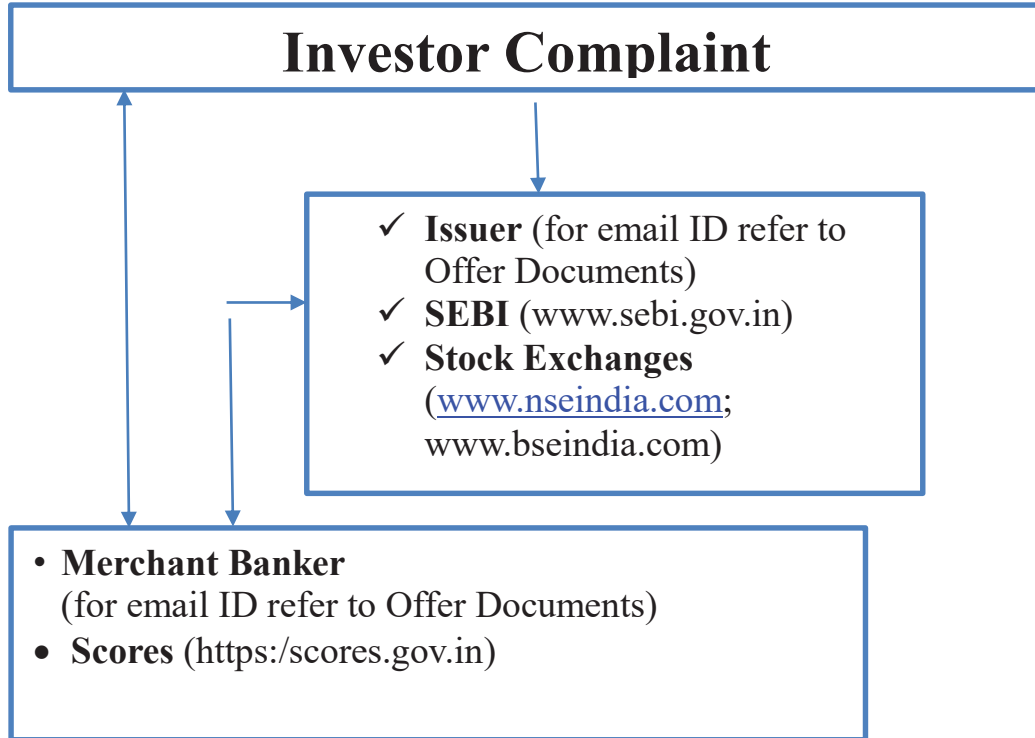 Investor Complaint
✓ Issuer (for email ID refer to
Offer Documents)
✓ SEBI (www.sebi.gov.in)
✓ Stock Exchanges
(www.nseindia.com;
www.bseindia.com)
• Merchant Banker
(for email ID refer to Offer Documents)
• Scores (https:/scores.gov.in)